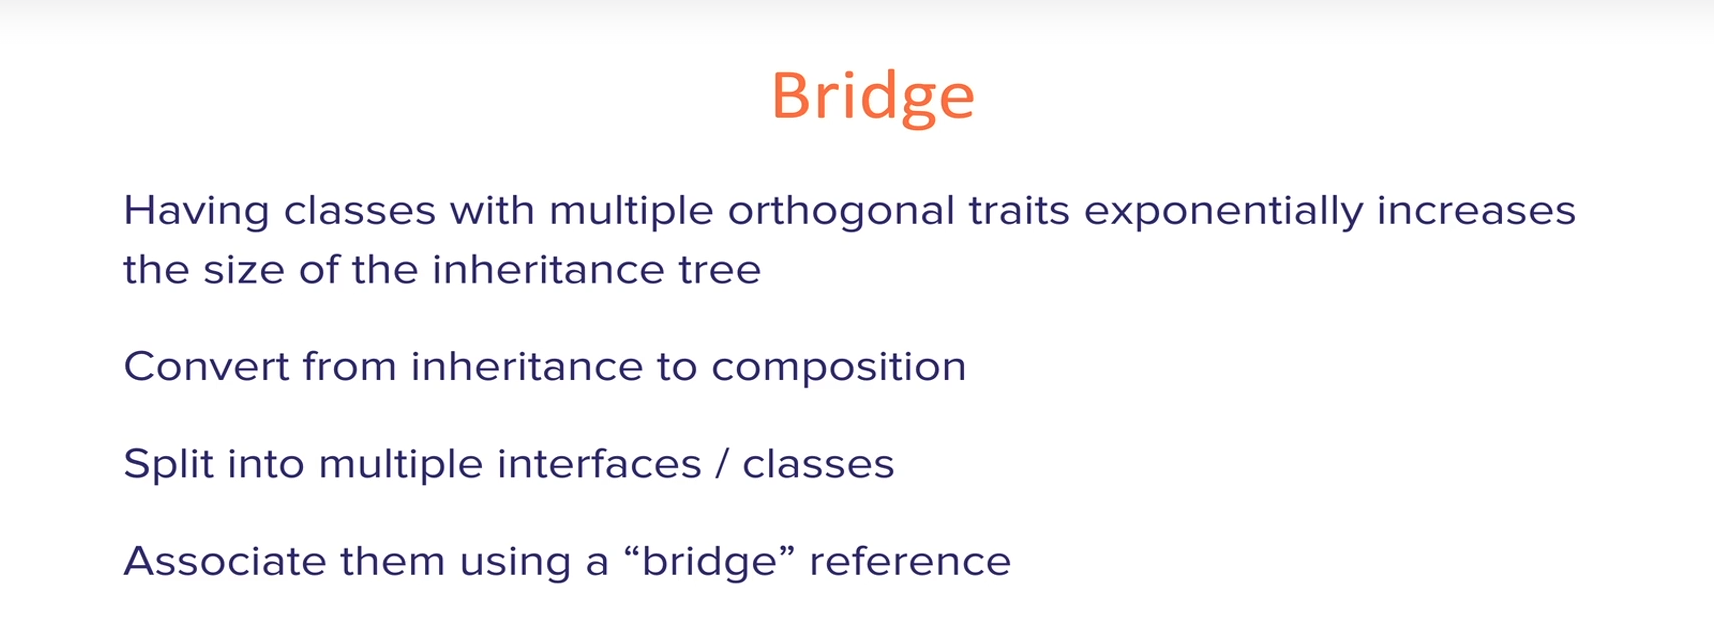 Bridge
Having classes with multiple orthogonal traits exponentially increases
the size of the inheritance tree
Convert from inheritance to composition
Split into multiple interfaces / classes
Associate them using a “bridge” reference